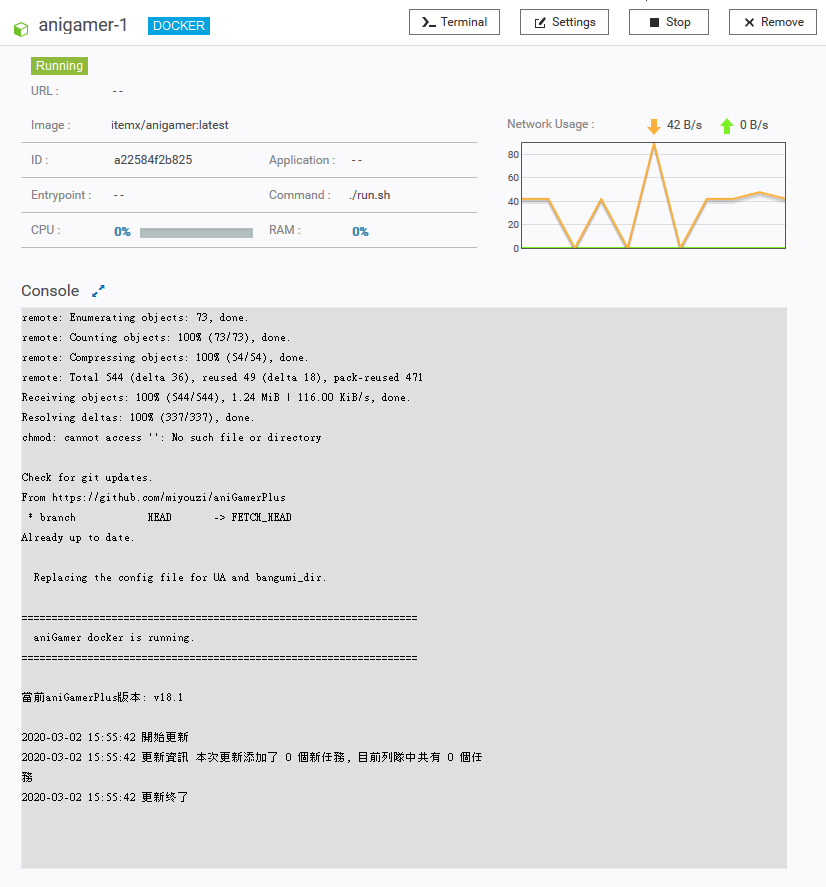 anigamer-1 DOCKER Terminal Settings Stop Remove
Running
URL : - -
Image : itemx/anigamer:latest
ID : a22584f2b825 Application : - -
Entrypoint : - - Command : ./run.sh
CPU : 0% RAM : 0%
Network Usage : 42 B/s 0 B/s
80
60
40
20
0
Console
remote: Enumerating objects: 73, done.
remote: Counting objects: 100% (73/73), done.
remote: Compressing objects: 100% (54/54), done.
remote: Total 544 (delta 36), reused 49 (delta 18), pack-reused 471
Receiving objects: 100% (544/544), 1.24 MiB | 116.00 KiB/s, done.
Resolving deltas: 100% (337/337), done.
chmod: cannot access '': No such file or directory
Check for git updates.
From https://github.com/miyouzi/aniGamerPlus
* branch HEAD -> FETCH_HEAD
Already up to date.
Replacing the config file for UA and bangumi_dir.
==================================================================
aniGamer docker is running.
==================================================================
當前aniGamerPlus版本: v18.1
2020-03-02 15:55:42 開始更新
2020-03-02 15:55:42 更新資訊 本次更新添加了 0 個新任務, 目前列隊中共有 0 個任
務
2020-03-02 15:55:42 更新终了